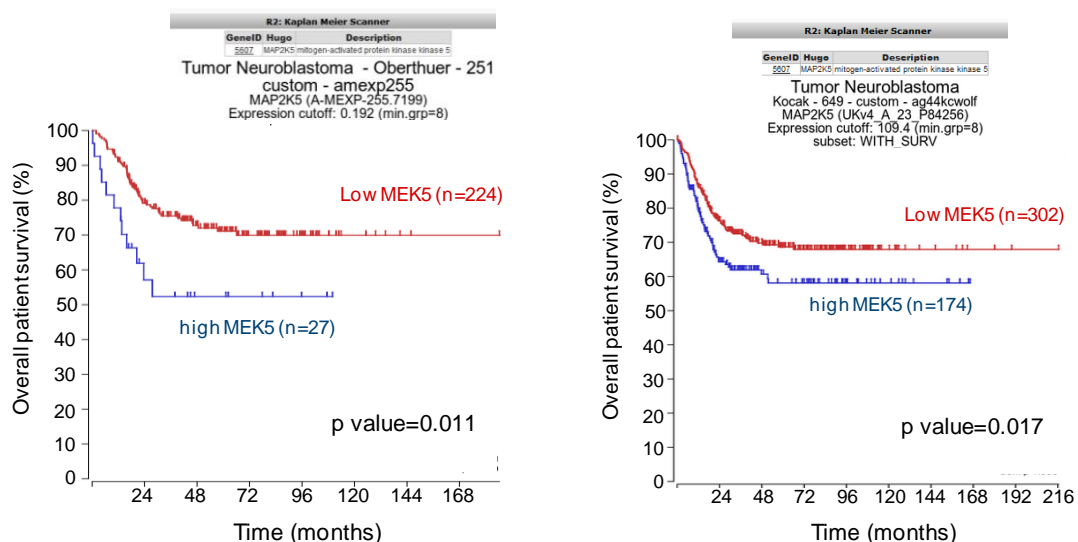 R2: Kaplan Meier Scanner
GeneID Hugo Description
5607 MAP2K5 mitogen-activated protein kinase kinase 5
Tumor Neuroblastoma - Oberthuer - 251
custom - amexp255
MAP2K5 (A-MEXP-255.7199)
Expression cutoff: 0.192 (min.grp=8)
Overall patient survival (%)
100
90
80
70
60
50
40
30
20
10
0
Low MEK5 (n=224)
high MEK5 (n=27)
p value=0.011
24 48 72 96 120 144 168
Time (months)
R2: Kaplan Meier Scanner
GeneID Hugo Description
5607 MAP2K5 mitogen-activated protein kinase kinase 5
Tumor Neuroblastoma
Kocak - 649 - custom - ag44kcwolf
MAP2K5 (UKv4_A_23_P84256)
Expression cutoff: 109.4 (min.grp=8)
subset: WITH_SURV
Overall patient survival (%)
100
90
80
70
60
50
40
30
20
10
0
Low MEK5 (n=302)
high MEK5 (n=174)
p value=0.017
24 48 72 96 120 144 168 192 216
Time (months)